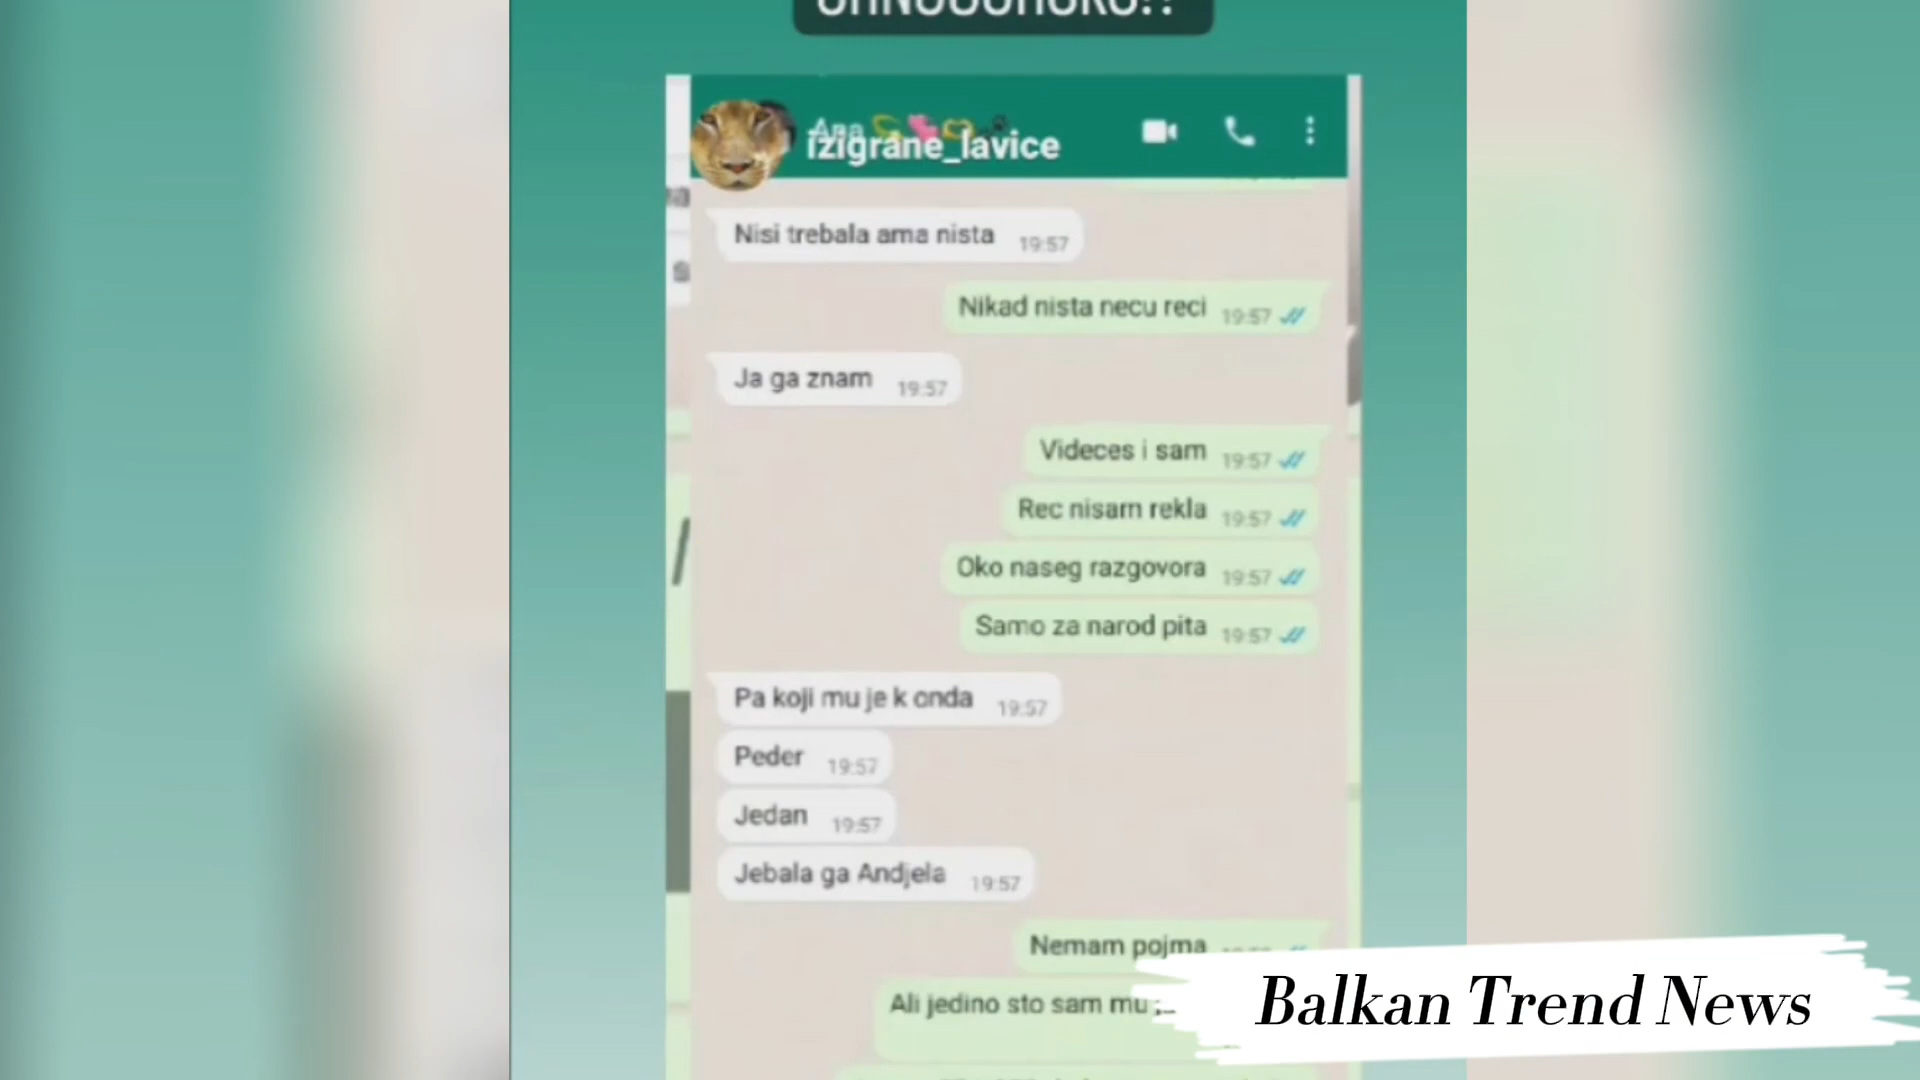 Ana
izigrane_lavice
Nisi trebala ama nista 19:57
Nikad nista necu reci 19:57
Ja ga znam 19:57
Videces i sam 19:57
Rec nisam rekla 19:57
Oko naseg razgovora 19:57
Samo za narod pita 19:57
Pa koji mu je k onda 19:57
Peder 19:57
Jedan 19:57
Jebala ga Andjela 19:57
Nemam pojma
Ali jedino sto sam mu
Balkan Trend News